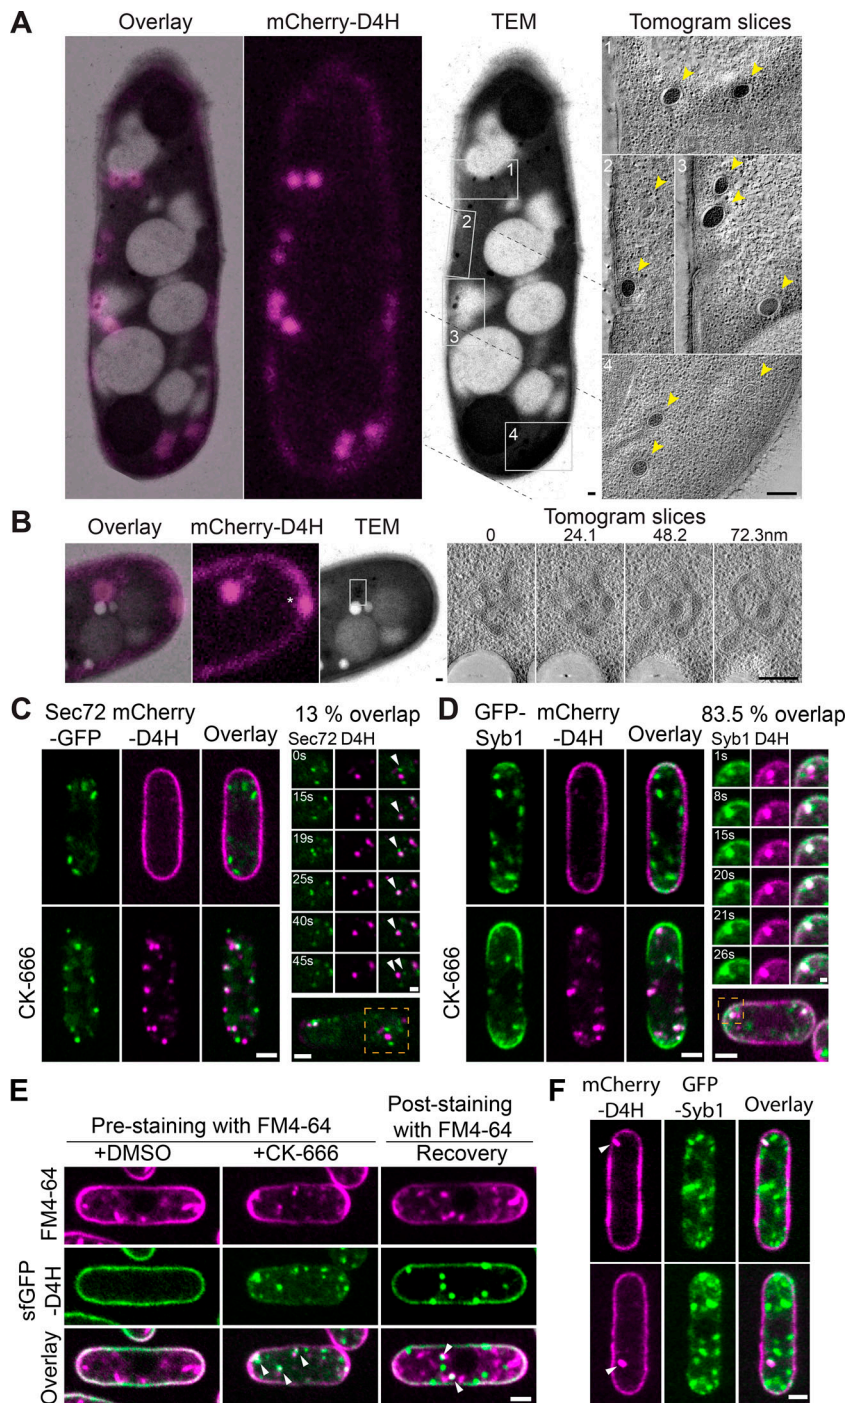 A
Overlay mCherry-D4H TEM Tomogram slices
1
2
3
4
1
2
3
4
B
Overlay mCherry-D4H TEM Tomogram slices
0 24.1 48.2 72.3nm
*
C
Sec72 mCherry 13 % overlap
-GFP -D4H Overlay Sec72 D4H
0s
15s
19s
25s
40s
45s
CK-666
D
GFP- mCherry 83.5 % overlap
Syb1 -D4H Overlay Syb1 D4H
1s
8s
15s
20s
21s
26s
CK-666
E
Pre-staining with FM4-64 Post-staining with FM4-64
+DMSO +CK-666 Recovery
FM4-64
sfGFP
-D4H
Overlay
F
mCherry GFP
-D4H -Syb1 Overlay